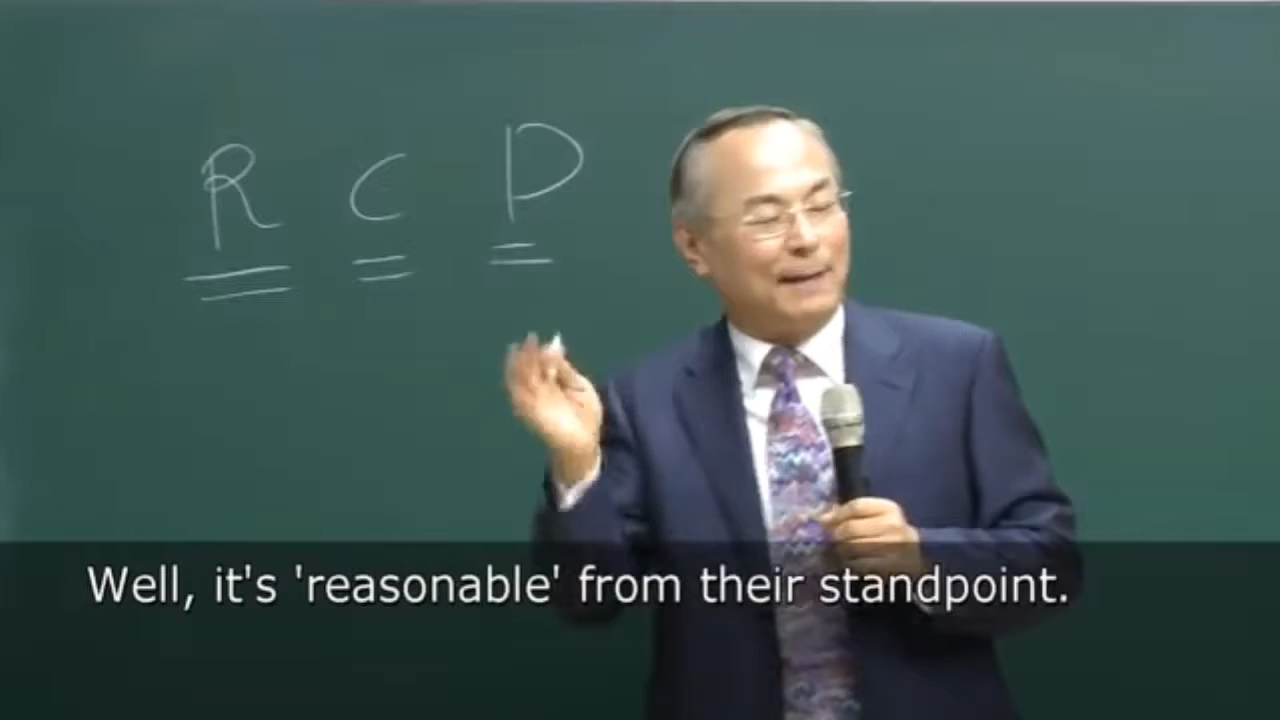 R C D
Well, it's 'reasonable' from their standpoint.